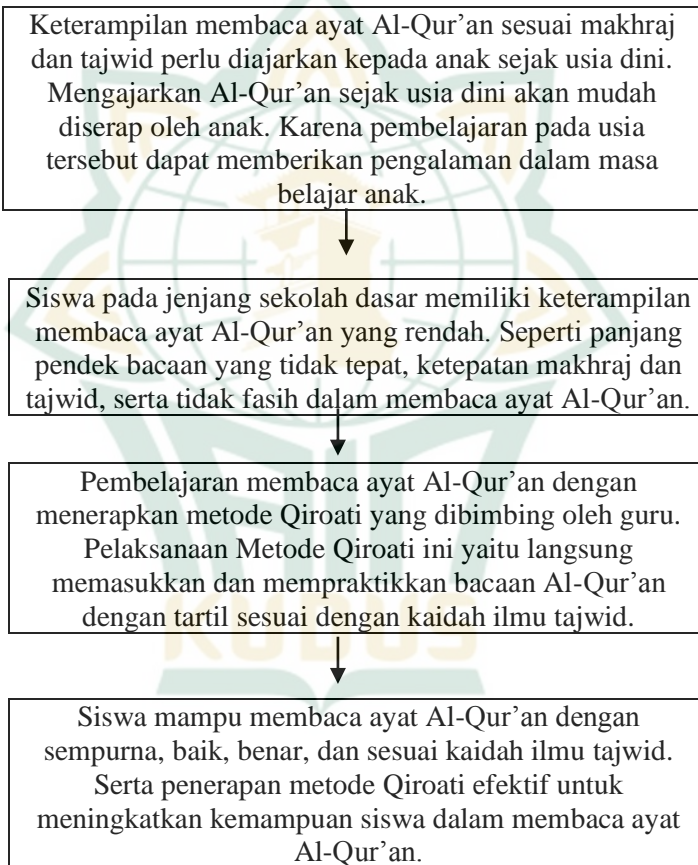 Keterampilan membaca ayat Al-Qur’an sesuai makhraj
dan tajwid perlu diajarkan kepada anak sejak usia dini.
Mengajarkan Al-Qur’an sejak usia dini akan mudah
diserap oleh anak. Karena pembelajaran pada usia
tersebut dapat memberikan pengalaman dalam masa
belajar anak.
Siswa pada jenjang sekolah dasar memiliki keterampilan
membaca ayat Al-Qur’an yang rendah. Seperti panjang
pendek bacaan yang tidak tepat, ketepatan makhraj dan
tajwid, serta tidak fasih dalam membaca ayat Al-Qur’an.
Pembelajaran membaca ayat Al-Qur’an dengan
menerapkan metode Qiroati yang dibimbing oleh guru.
Pelaksanaan Metode Qiroati ini yaitu langsung
memasukkan dan mempraktikkan bacaan Al-Qur’an
dengan tartil sesuai dengan kaidah ilmu tajwid.
KUDUS
Siswa mampu membaca ayat Al-Qur’an dengan
sempurna, baik, benar, dan sesuai kaidah ilmu tajwid.
Serta penerapan metode Qiroati efektif untuk
meningkatkan kemampuan siswa dalam membaca ayat
Al-Qur’an.